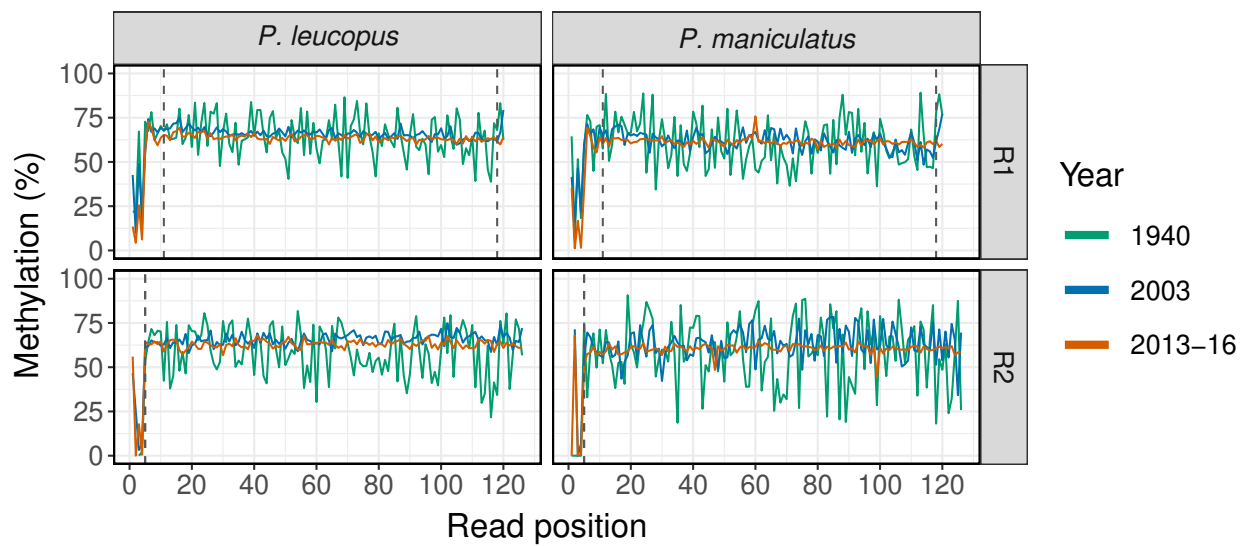 P. leucopus
P. maniculatus
100
75
50
25
0
R1
100
75
50
25
0
R2
0 20 40 60 80 100 120
0 20 40 60 80 100 120
Read position
Methylation (%)
Year
1940
2003
2013−16